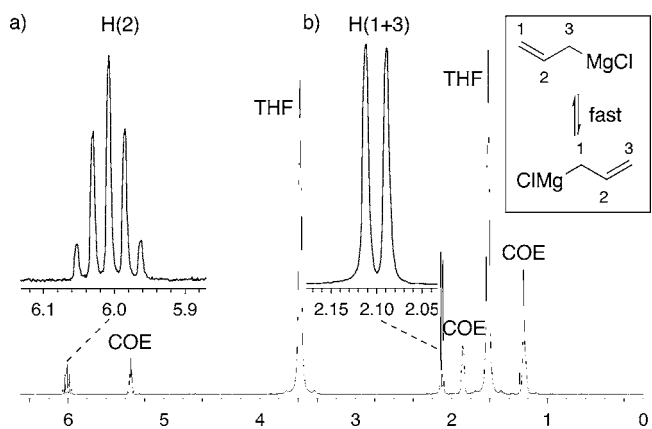 a)
H(2)
b)
H(1+3)
1
3
MgCl
2
fast
1
3
ClMg
2
THF
THF
6.1 6.0 5.9
2.15 2.10 2.05
COE
COE
COE
6 5 4 3 2 1 0